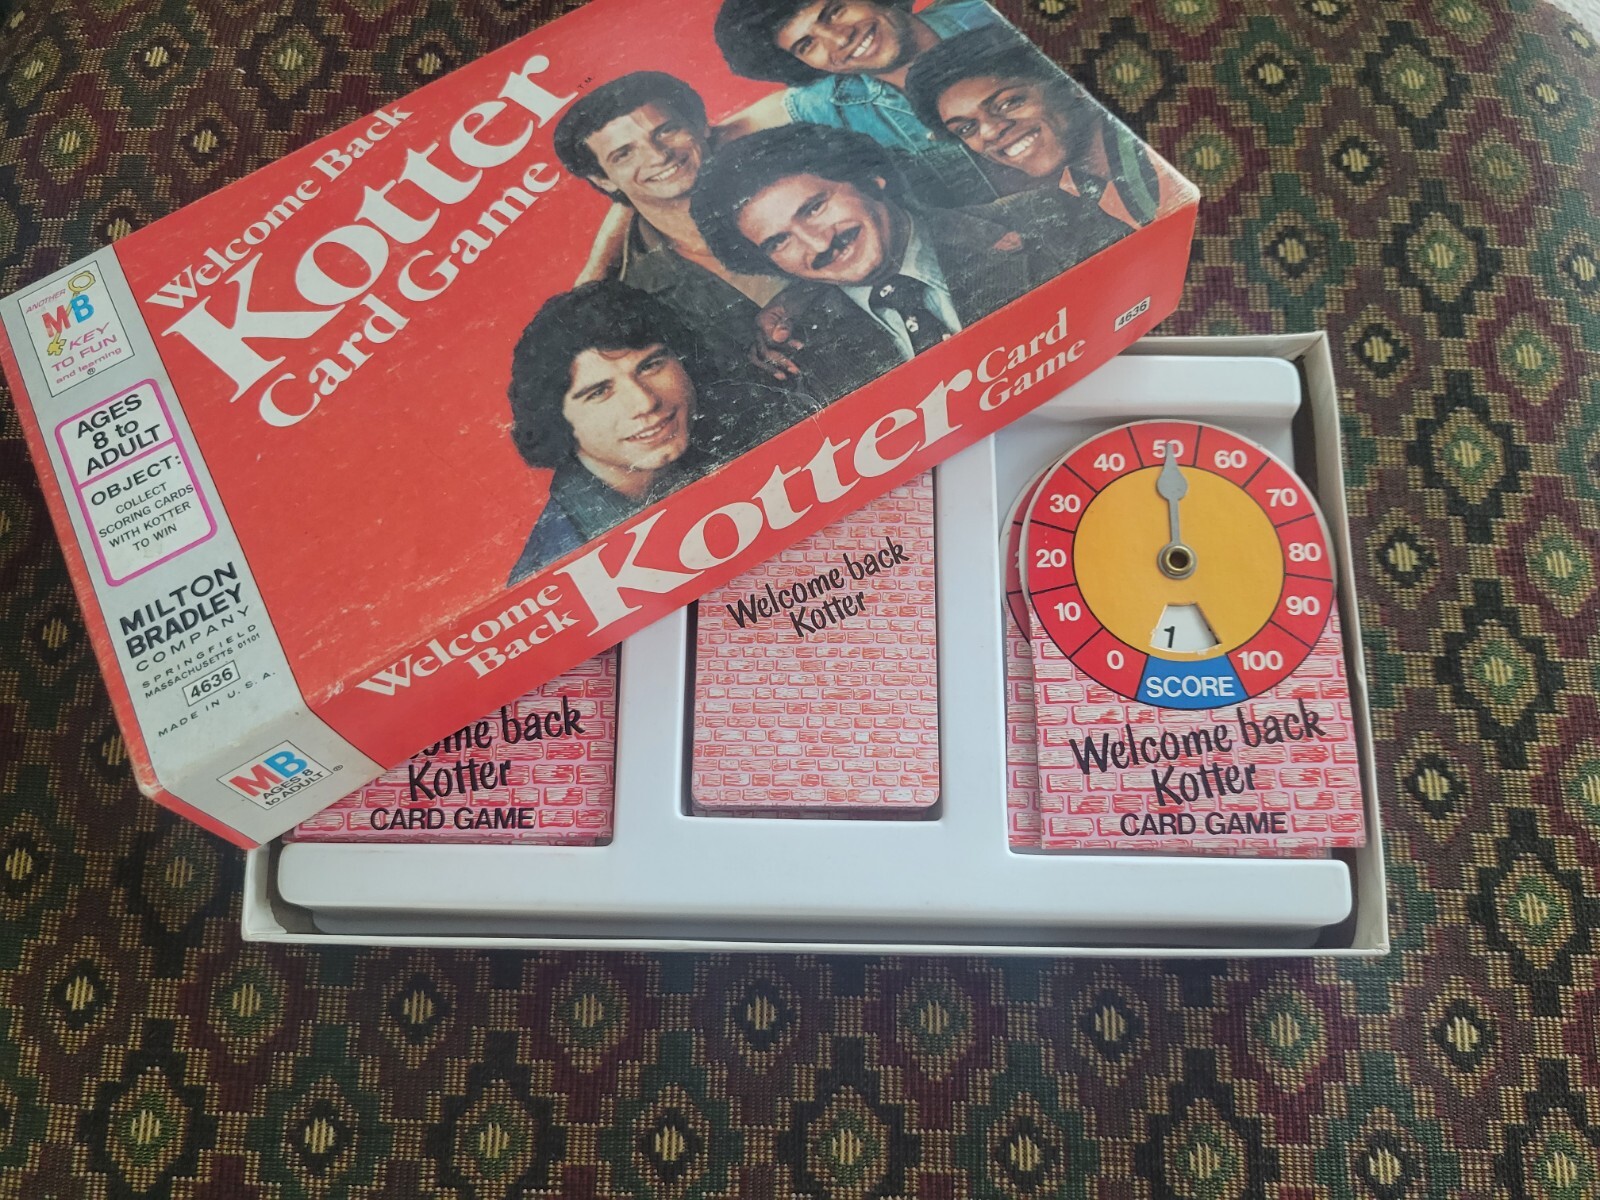 Welcome Back
Kotter™
Card Game
ANOTHER
MB
KEY
TO FUN
and learning
®
AGES
8 to
ADULT
OBJECT:
COLLECT
SCORING CARDS
WITH KOTTER
TO WIN
MILTON
BRADLEY
COMPANY
SPRINGFIELD
MASSACHUSETTS 01101
4636
MADE IN U.S.A.
MB
AGES 8
to ADULT
®
Welcome
Back
Kotter
Card
Game
4636
back
Kotter
CARD GAME
Welcome back
Kotter
0
10
20
30
40
50
60
70
80
90
100
1
SCORE
Welcome back
Kotter
CARD GAME